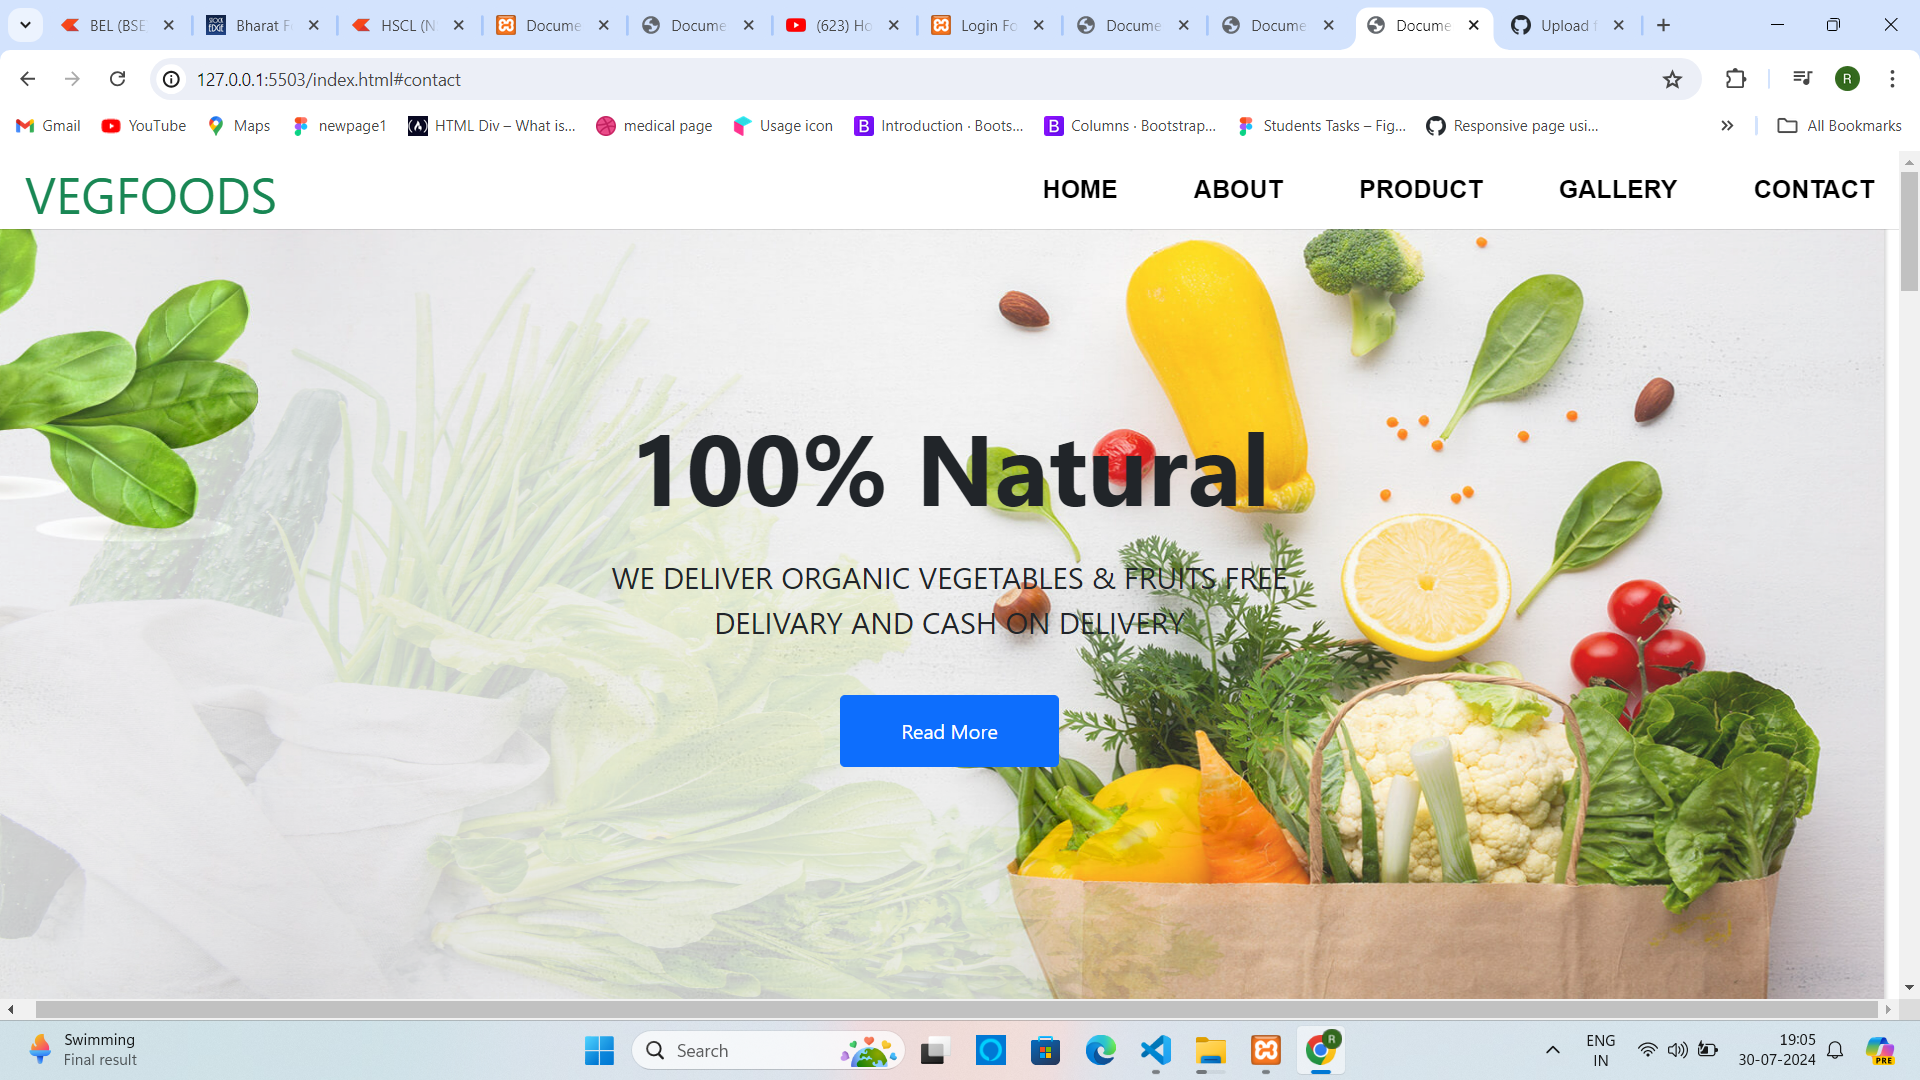 BEL (BSE
Bharat F
HSCL (N
Docume
Docume
(623) Ho
Login Fo
Docume
Docume
Docume
Upload f
127.0.0.1:5503/index.html#contact
R
Gmail
YouTube
Maps
newpage1
HTML Div – What is...
medical page
Usage icon
Introduction · Boots...
Columns · Bootstrap...
Students Tasks – Fig...
Responsive page usi...
All Bookmarks
VEGFOODS
HOME
ABOUT
PRODUCT
GALLERY
CONTACT
100% Natural
WE DELIVER ORGANIC VEGETABLES & FRUITS FREE
DELIVARY AND CASH ON DELIVERY
Read More
Swimming
Final result
Search
R
ENG
IN
19:05
30-07-2024
PRE